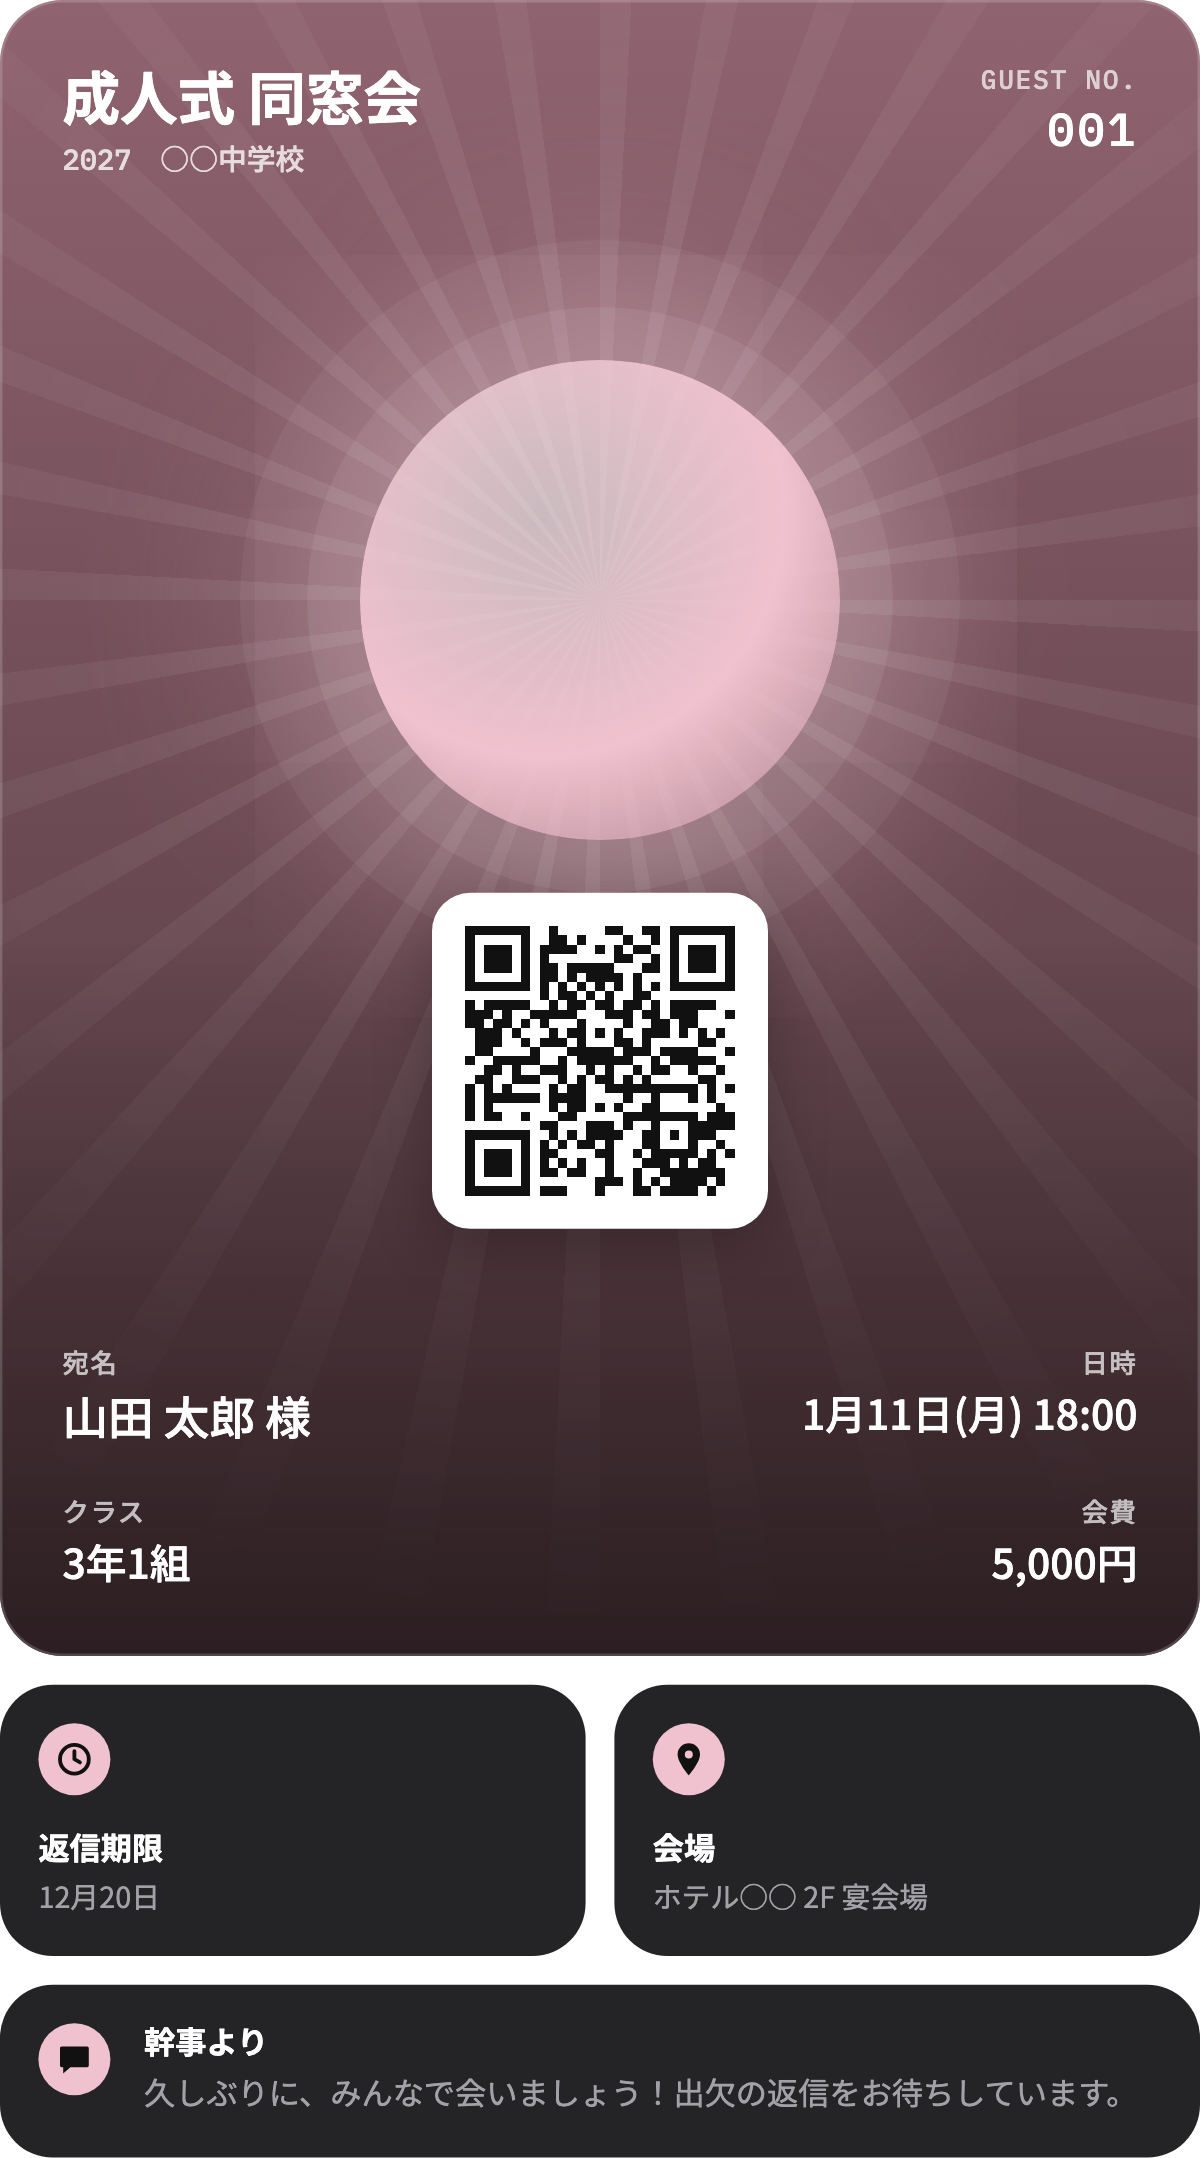 成人式 同窓会
2027 〇〇中学校
GUEST NO.
001
宛名
山田 太郎 様
日時
1月11日(月) 18:00
クラス
3年1組
会費
5,000円
返信期限
12月20日
会場
ホテル〇〇 2F 宴会場
幹事より
久しぶりに、みんなで会いましょう！出欠の返信をお待ちしています。